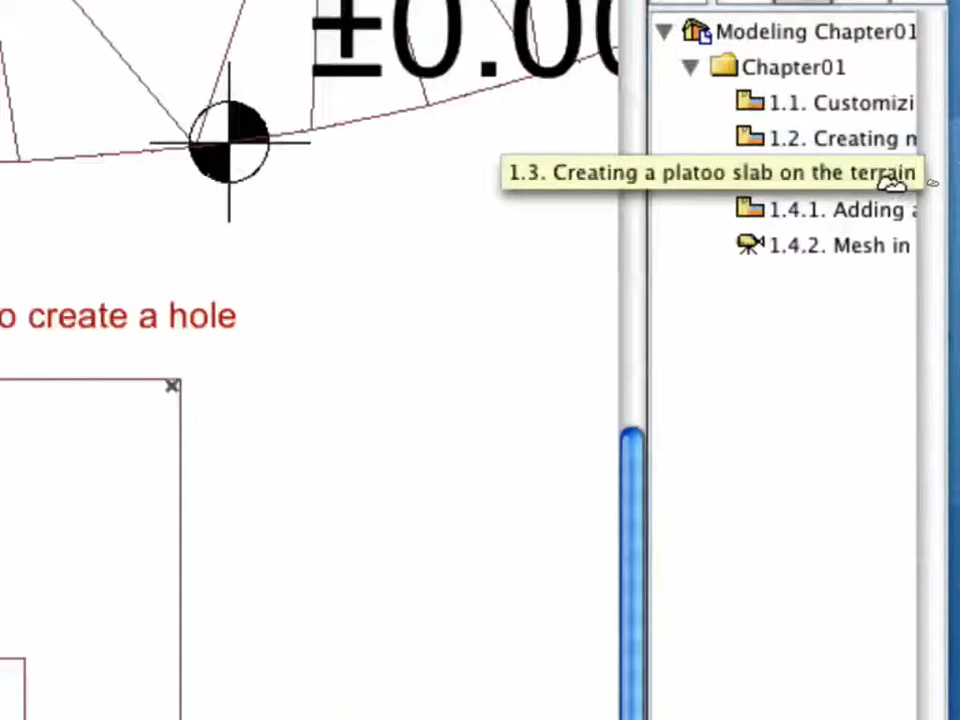 ±0.00
Modeling Chapter01
Chapter01
1.1. Customizi
1.2. Creating n
1.3. Creating a platoo slab on the terrain
1.4.1. Adding a
1.4.2. Mesh in
o create a hole